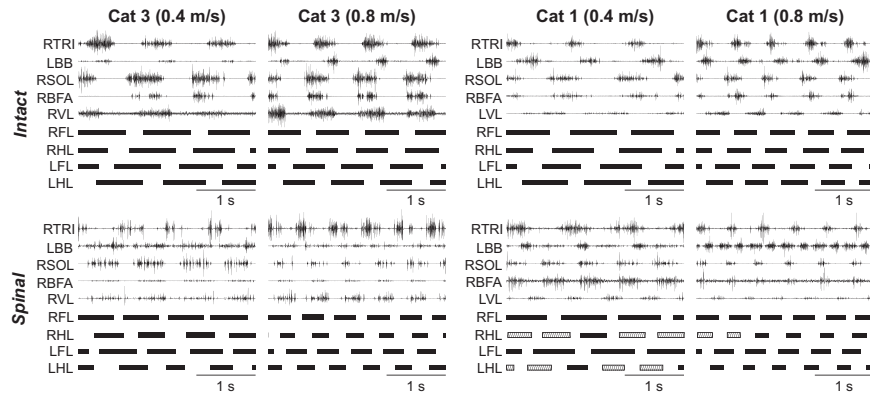 Cat 3 (0.4 m/s) Cat 3 (0.8 m/s) Cat 1 (0.4 m/s) Cat 1 (0.8 m/s)
Intact
RTRI RTRI
LBB LBB
RSOL RSOL
RBFA RBFA
RVL LVL
RFL RFL
RHL RHL
LFL LFL
LHL LHL
1 s 1 s 1 s 1 s
Spinal
RTRI RTRI
LBB LBB
RSOL RSOL
RBFA RBFA
RVL LVL
RFL RFL
RHL RHL
LFL LFL
LHL LHL
1 s 1 s 1 s 1 s